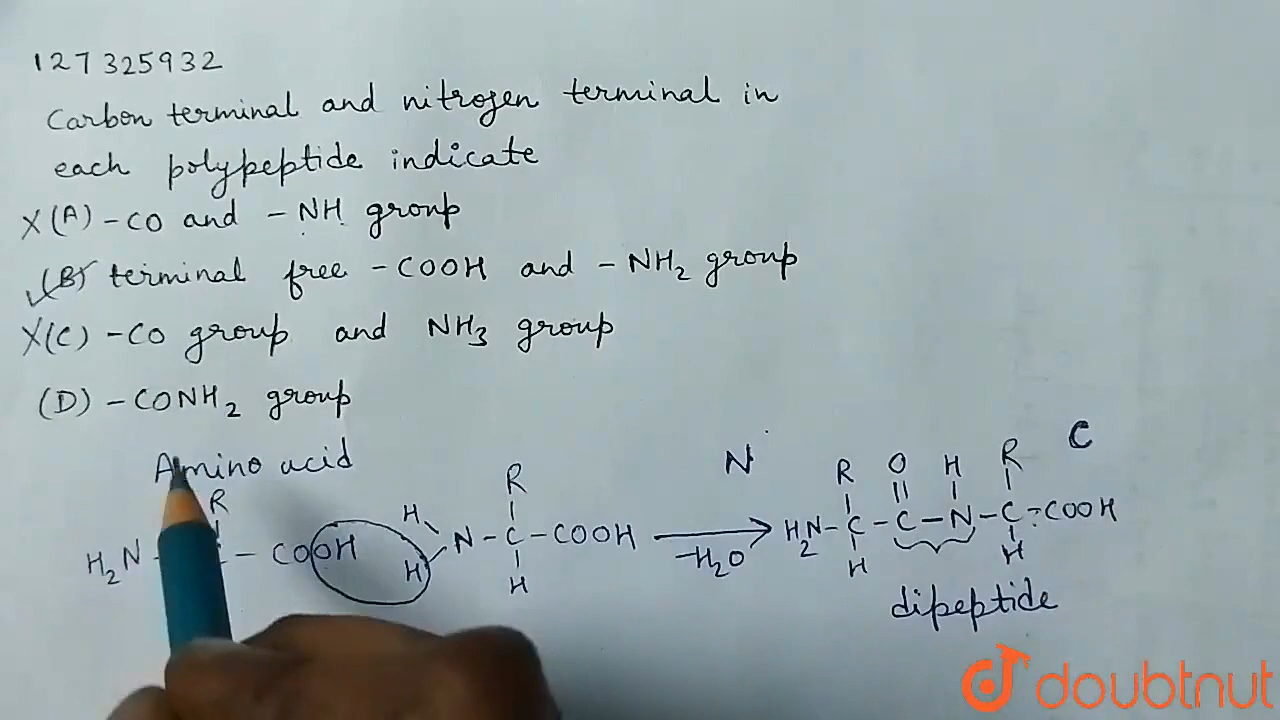 127325932
Carbon terminal and nitrogen terminal in
each polypeptide indicate
X(A) - CO and - NH group
(B) terminal free - COOH and - NH2 group
X(C) - CO group and NH3 group
(D) - CONH2 group
Amino acid
N C
R R R O H R
H2N - - COOH H H N - C - COOH -H2O H2N - C - C - N - C - COOH
H H H
dipeptide
doubtnut